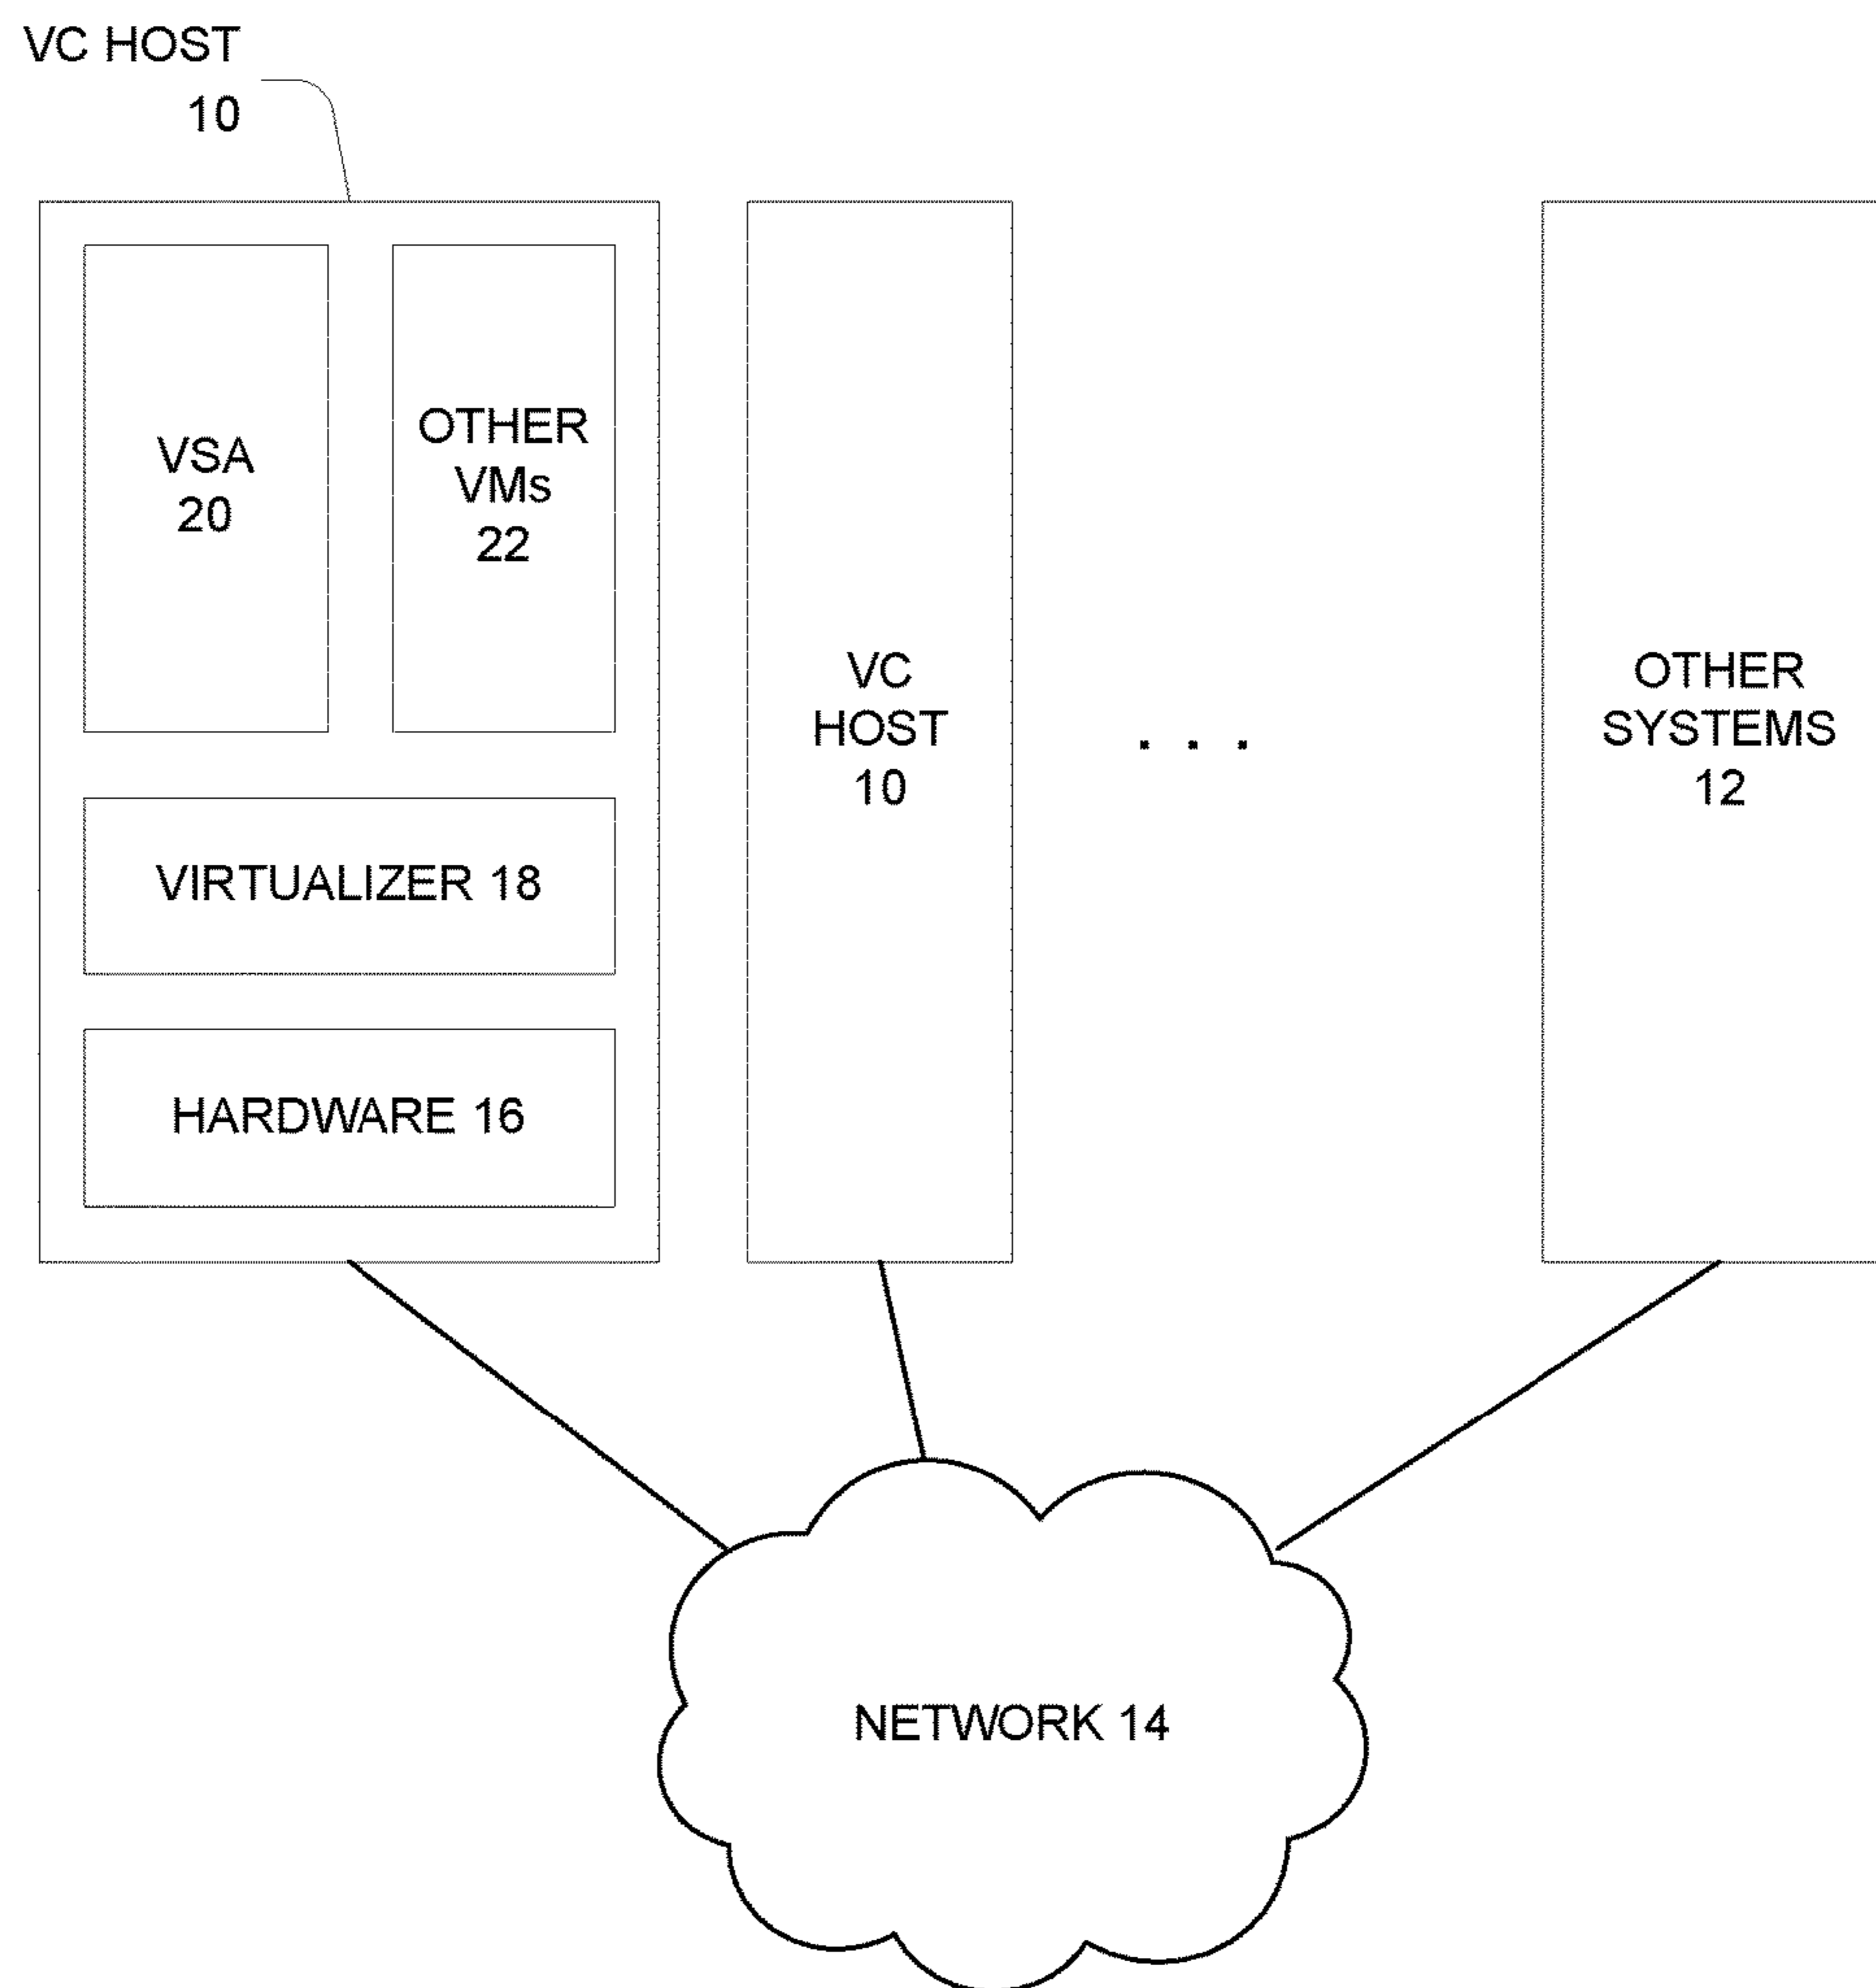 VC HOST
10
VSA
20
OTHER
VMs
22
VIRTUALIZER 18
HARDWARE 16
VC
HOST
10
. . .
OTHER
SYSTEMS
12
NETWORK 14